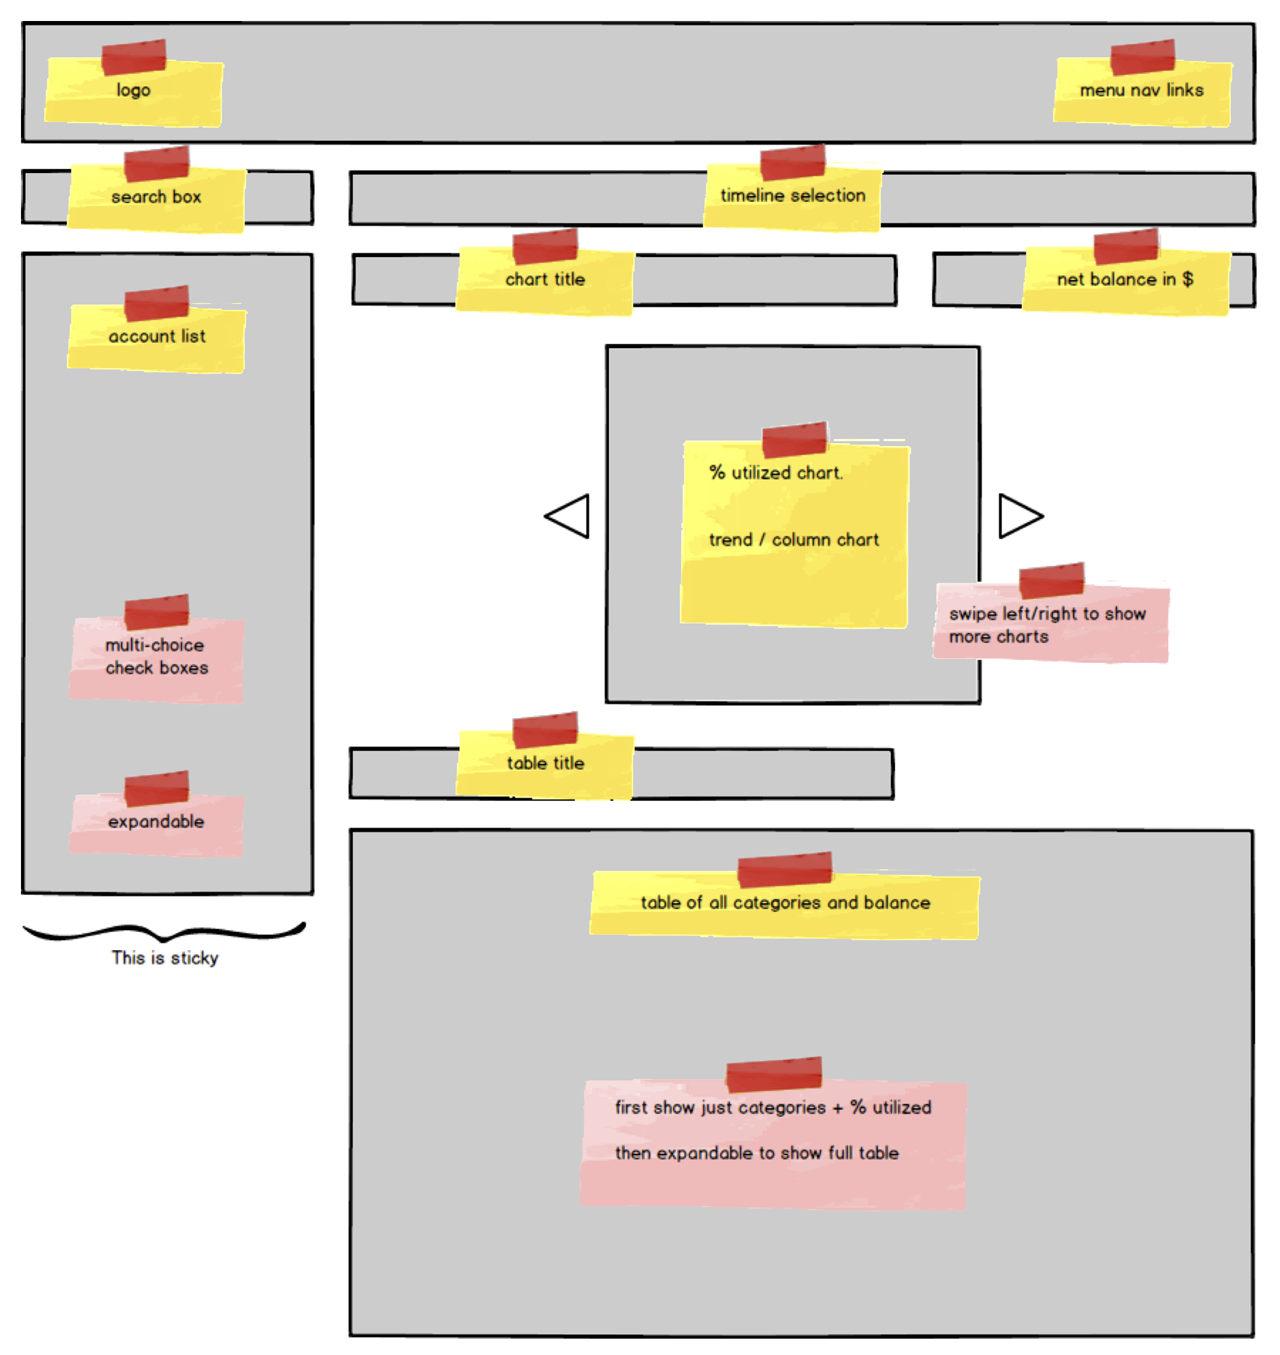 logo
menu nav links
search box
timeline selection
chart title
net balance in $
account list
% utilized chart.
trend / column chart
swipe left/right to show
more charts
multi-choice
check boxes
table title
expandable
table of all categories and balance
This is sticky
first show just categories + % utilized
then expandable to show full table